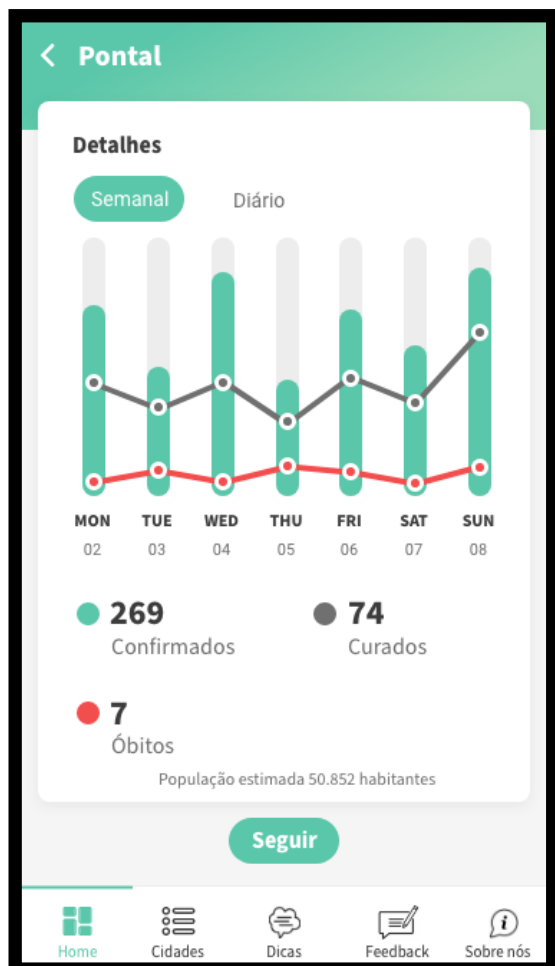 Pontal
Detalhes
Semanal Diário
MON TUE WED THU FRI SAT SUN
02 03 04 05 06 07 08
269 74
Confirmados Curados
7
Óbitos
População estimada 50.852 habitantes
Seguir
Home Cidades Dicas Feedback Sobre nós